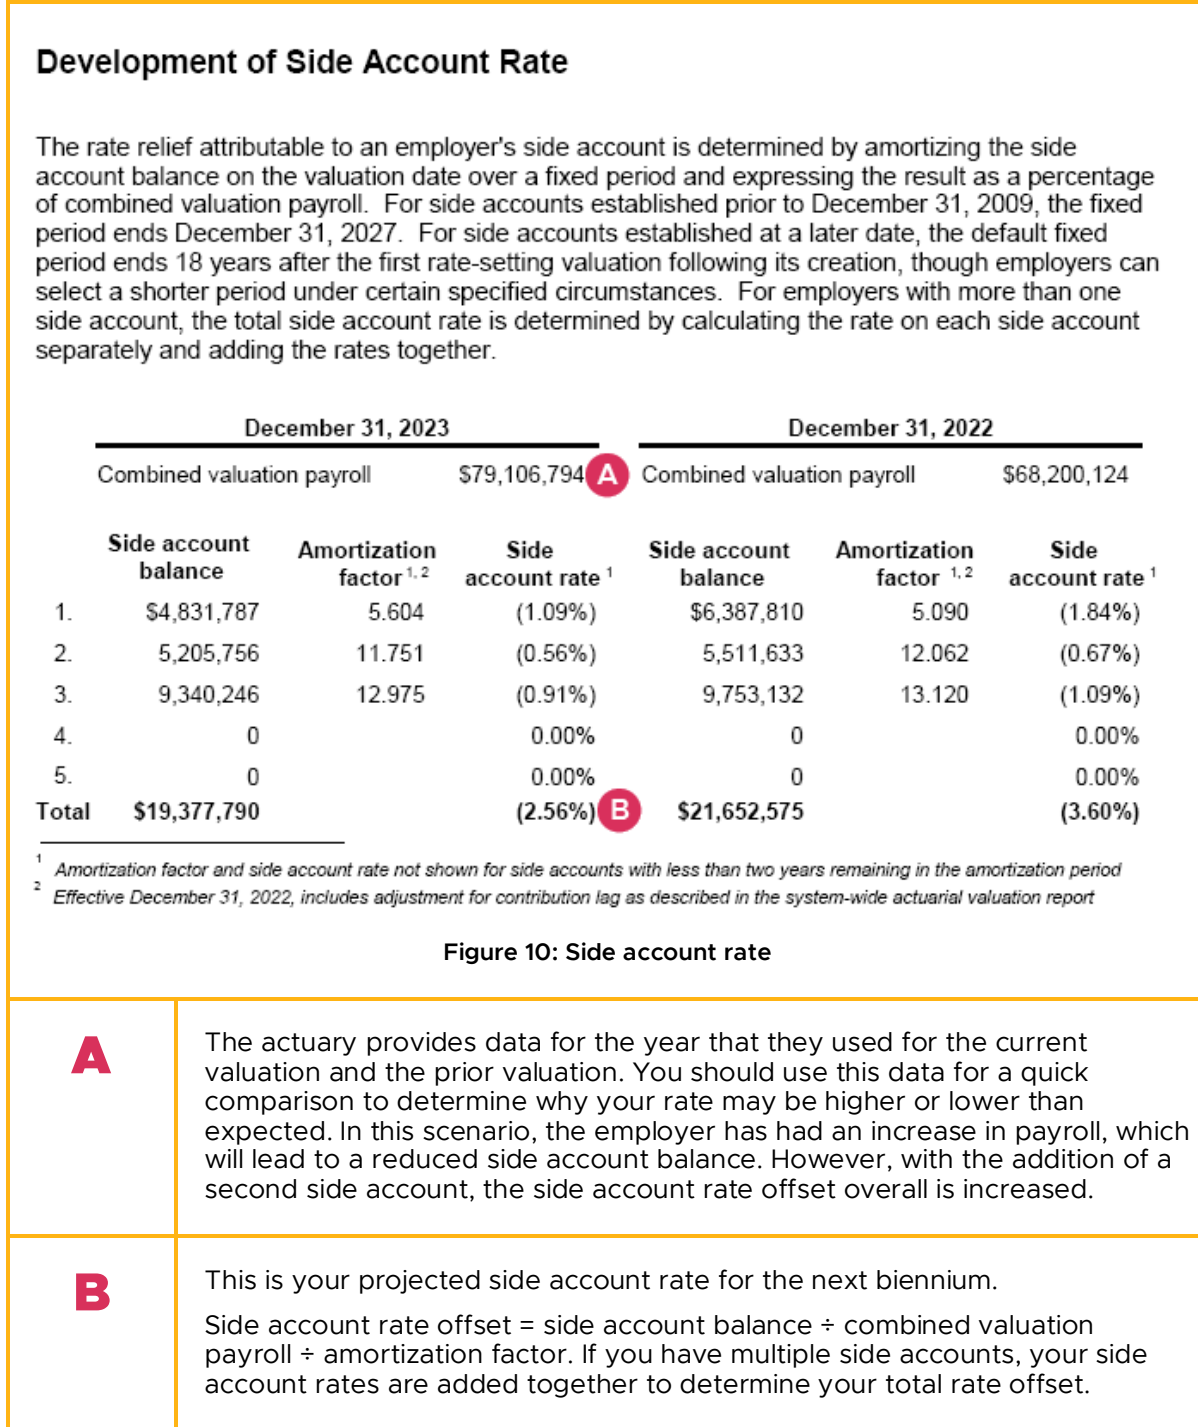 Development of Side Account Rate
The rate relief attributable to an employer's side account is determined by amortizing the side
account balance on the valuation date over a fixed period and expressing the result as a percentage
of combined valuation payroll.  For side accounts established prior to December 31, 2009, the fixed
period ends December 31, 2027.  For side accounts established at a later date, the default fixed
period ends 18 years after the first rate-setting valuation following its creation, though employers can
select a shorter period under certain specified circumstances.  For employers with more than one
side account, the total side account rate is determined by calculating the rate on each side account
separately and adding the rates together.
December 31, 2023 December 31, 2022
Combined valuation payroll $79,106,794 A Combined valuation payroll $68,200,124
Side account Amortization Side Side account Amortization Side
balance factor 1, 2 account rate 1 balance factor 1, 2 account rate 1
1. $4,831,787 5.604 (1.09%) $6,387,810 5.090 (1.84%)
2. 5,205,756 11.751 (0.56%) 5,511,633 12.062 (0.67%)
3. 9,340,246 12.975 (0.91%) 9,753,132 13.120 (1.09%)
4. 0 0.00% 0 0.00%
5. 0 0.00% 0 0.00%
Total $19,377,790 (2.56%) B $21,652,575 (3.60%)
1 Amortization factor and side account rate not shown for side accounts with less than two years remaining in the amortization period
2 Effective December 31, 2022, includes adjustment for contribution lag as described in the system-wide actuarial valuation report
Figure 10: Side account rate
A
The actuary provides data for the year that they used for the current
valuation and the prior valuation. You should use this data for a quick
comparison to determine why your rate may be higher or lower than
expected. In this scenario, the employer has had an increase in payroll, which
will lead to a reduced side account balance. However, with the addition of a
second side account, the side account rate offset overall is increased.
B
This is your projected side account rate for the next biennium.
Side account rate offset = side account balance ÷ combined valuation
payroll ÷ amortization factor. If you have multiple side accounts, your side
account rates are added together to determine your total rate offset.